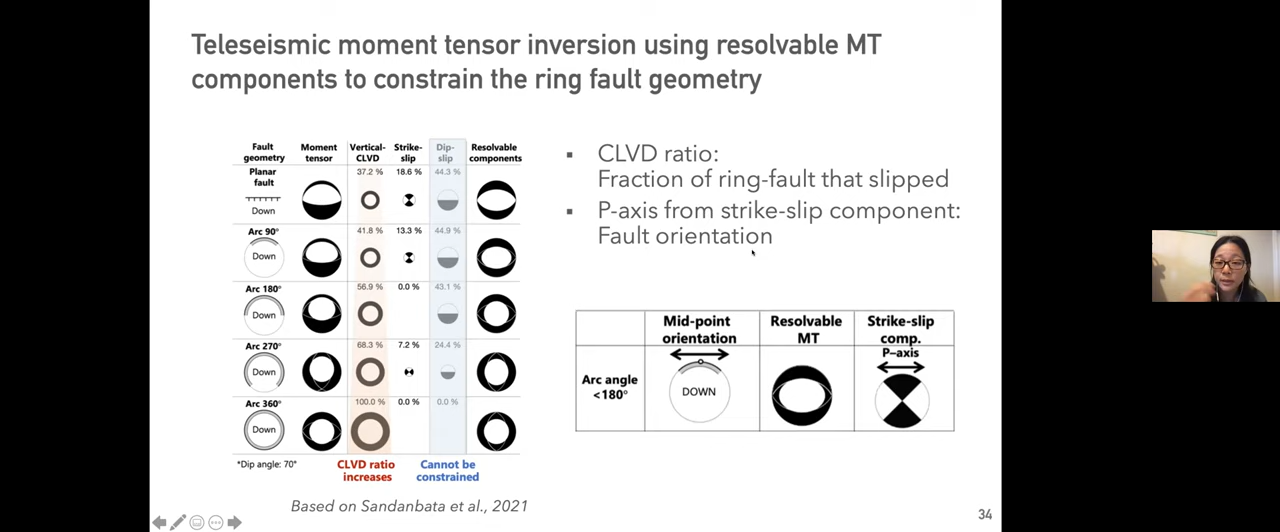 Teleseismic moment tensor inversion using resolvable MT
components to constrain the ring fault geometry
Fault geometry Moment tensor Vertical-CLVD Strike-slip Dip-slip Resolvable components
Planar fault 37.2 % 18.6 % 44.3 %
Down
Arc 90° 41.8 % 13.3 % 44.9 %
Down
Arc 180° 56.9 % 0.0 % 43.1 %
Down
Arc 270° 68.3 % 7.2 % 24.4 %
Down
Arc 360° 100.0 % 0.0 % 0.0 %
Down
*Dip angle: 70°
CLVD ratio
increases
Cannot be
constrained
Based on Sandanbata et al., 2021
▪ CLVD ratio:
Fraction of ring-fault that slipped
▪ P-axis from strike-slip component:
Fault orientation
Mid-point orientation Resolvable MT Strike-slip comp.
P–axis
Arc angle
<180°
DOWN
34